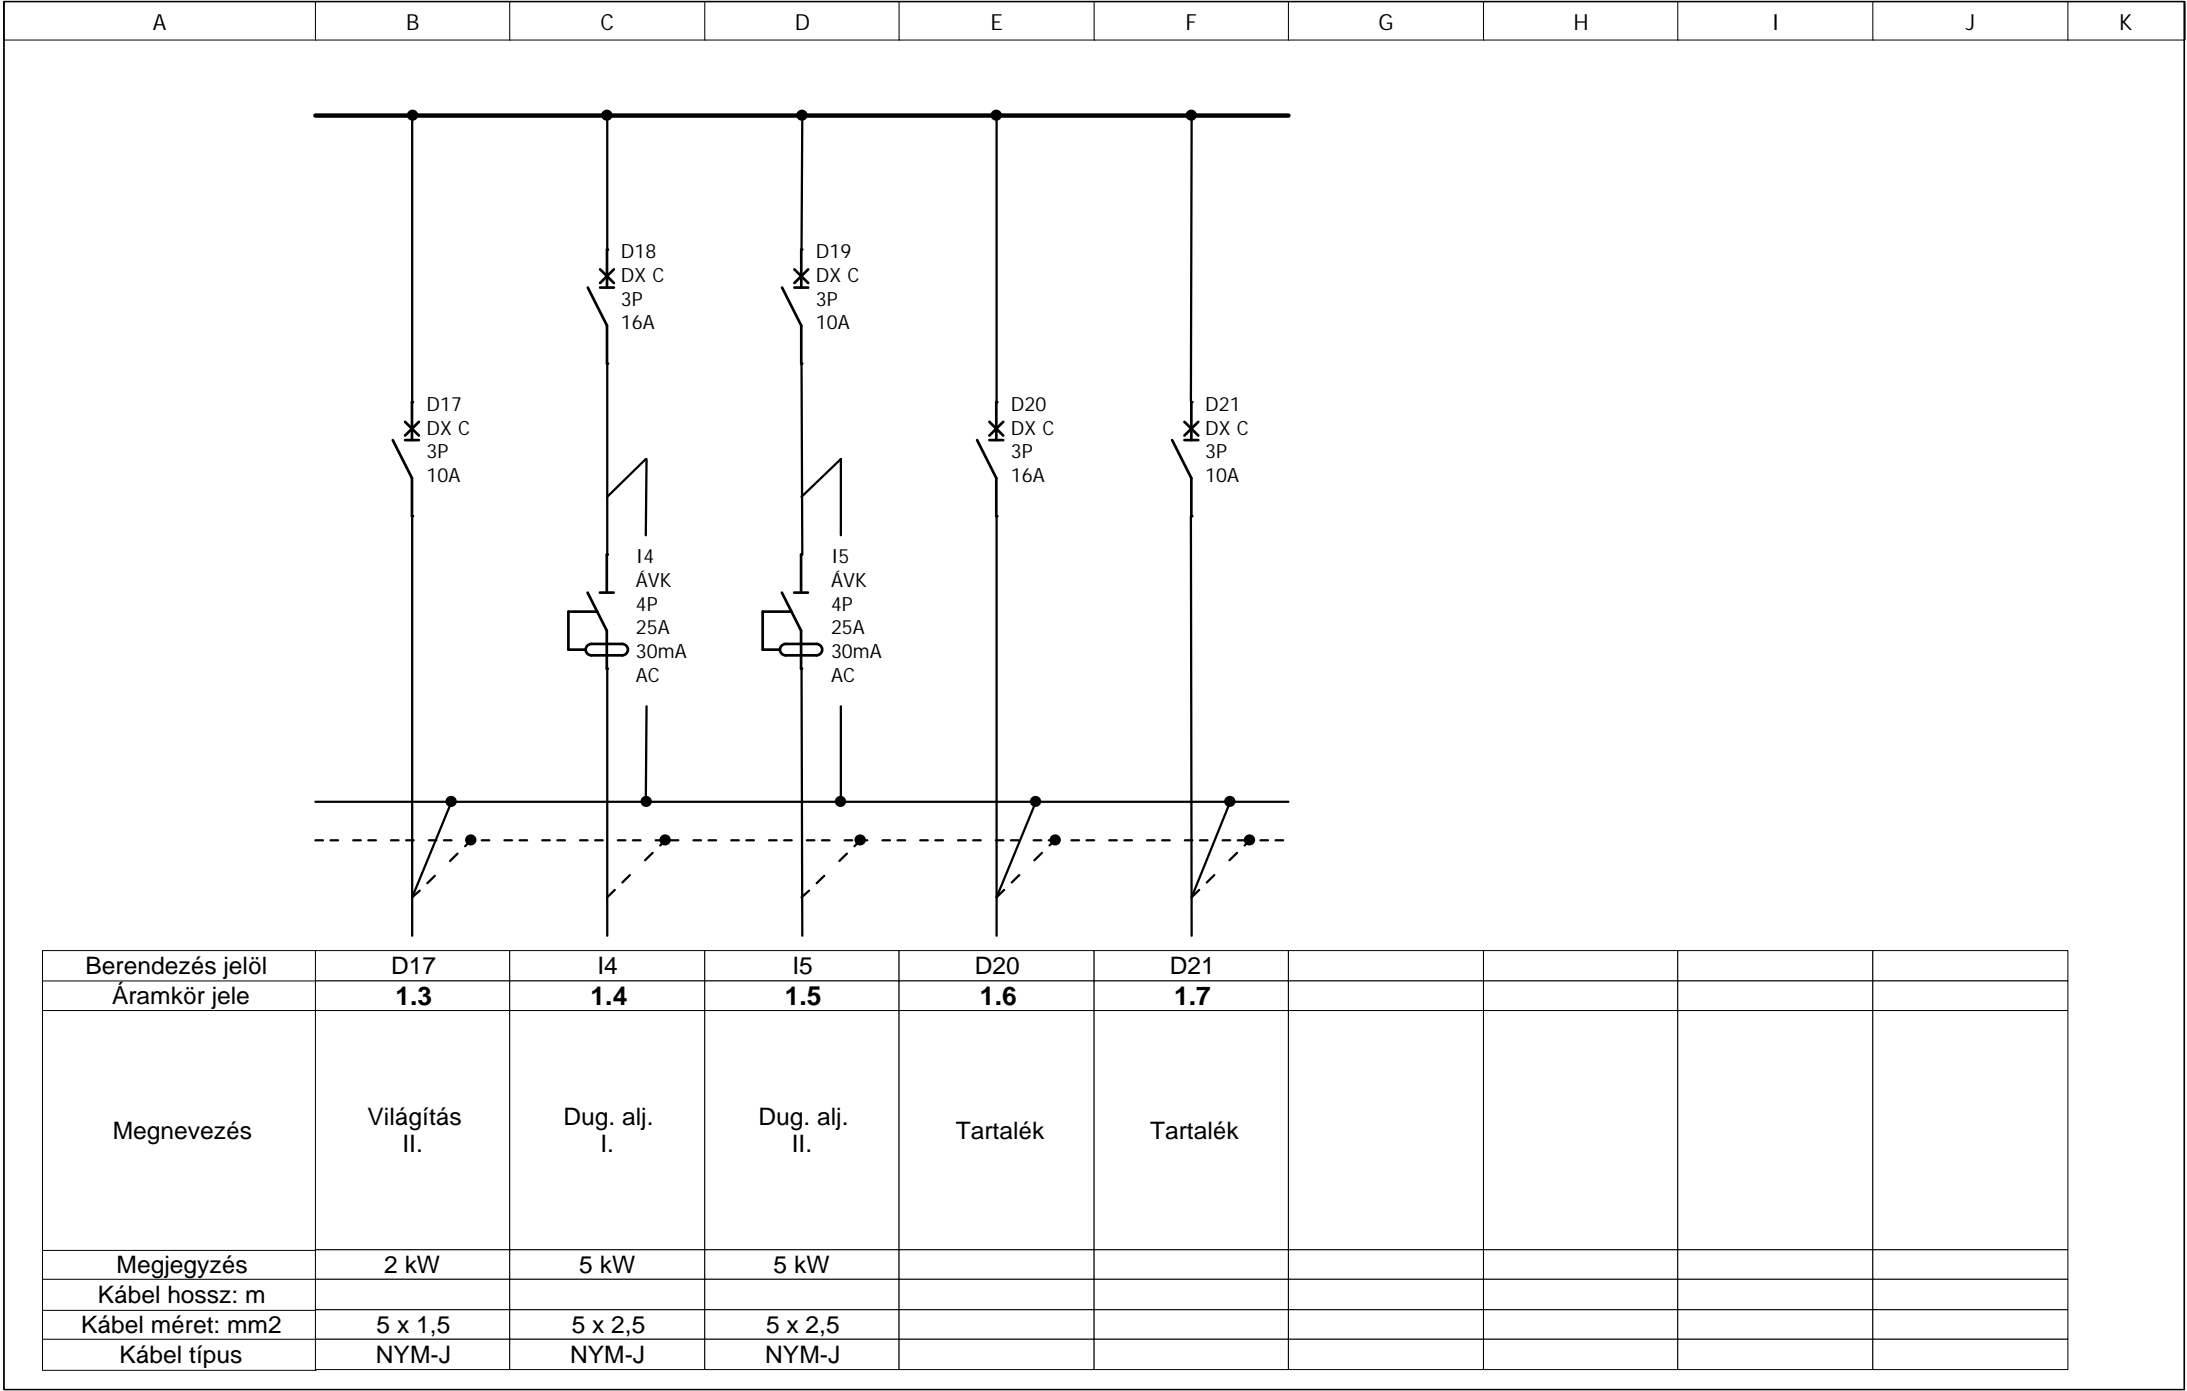 A B C D E F G H I J K
D18
DX C
3P
16A
D19
DX C
3P
10A
D17
DX C
3P
10A
D20
DX C
3P
16A
D21
DX C
3P
10A
I4
ÁVK
4P
25A
30mA
AC
I5
ÁVK
4P
25A
30mA
AC
Berendezés jelöl D17 I4 I5 D20 D21
Áramkör jele 1.3 1.4 1.5 1.6 1.7
Megnevezés
Világítás
II.
Dug. alj.
I.
Dug. alj.
II.
Tartalék
Tartalék
Megjegyzés 2 kW 5 kW 5 kW
Kábel hossz: m
Kábel méret: mm2 5 x 1,5 5 x 2,5 5 x 2,5
Kábel típus NYM-J NYM-J NYM-J